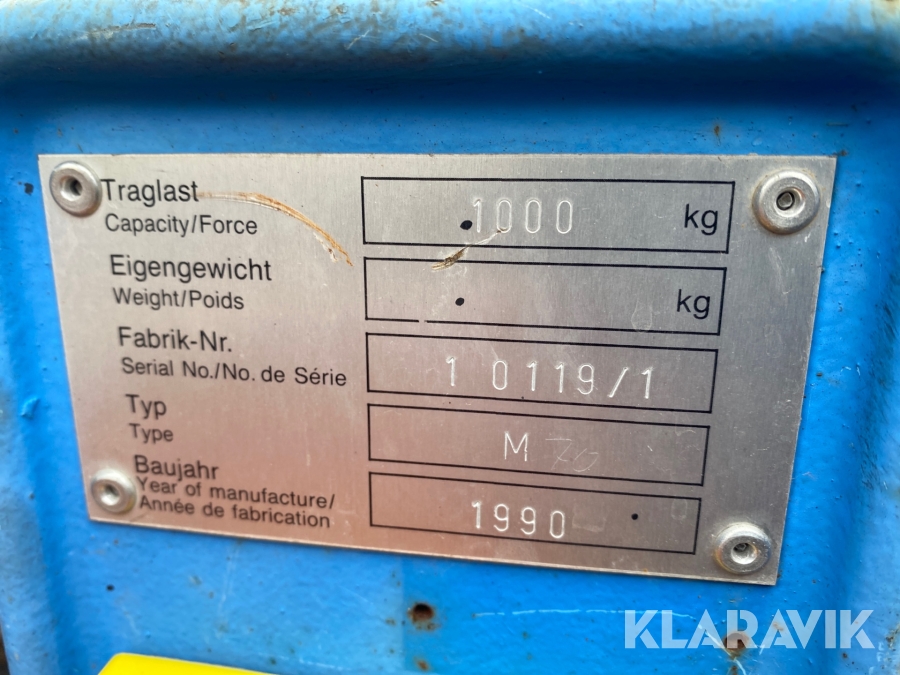 Traglast
Capacity/Force
1000 kg
Eigengewicht
Weight/Poids
kg
Fabrik-Nr.
Serial No./No. de Série
1 0119/1
Typ
Type
M 70
Baujahr
Year of manufacture/
Année de fabrication
1990
KLARAVIK